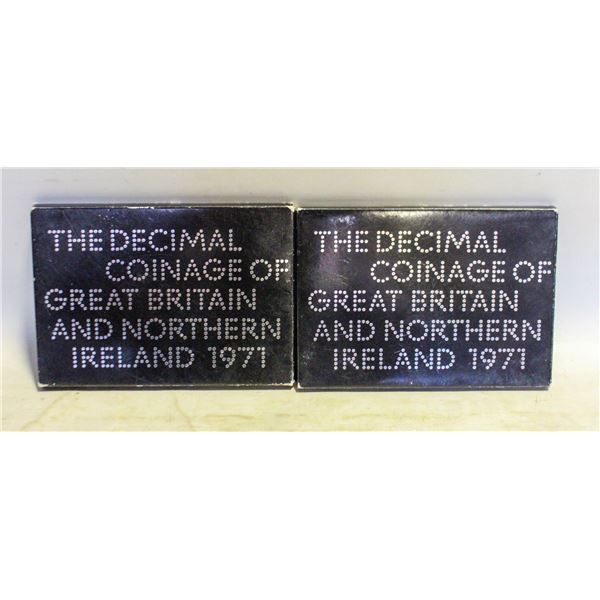 THE DECIMAL
COINAGE OF
GREAT BRITAIN
AND NORTHERN
IRELAND 1971
THE DECIMAL
COINAGE OF
GREAT BRITAIN
AND NORTHERN
IRELAND 1971